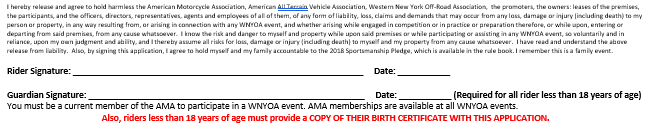 I hereby release and agree to hold harmless the American Motorcycle Association, American All Terrain Vehicle Association, Western New York Off-Road Association, the promoters, the owners: leases of the premises,
the participants, and the officers, directors, representatives, agents and employees of all of them, of any form of liability, loss, claims and demands that may occur from any loss, damage or injury (including death) to my
person or property, in any way resulting from, or arising in connection with any WNYOA event, and whether arising while engaged in competition or in practice or preparation therefore, or while upon, entering or
departing from said premises, from any cause whatsoever. I know the risk and danger to myself and property while upon said premises or while participating or assisting in any WNYOA event, so voluntarily and in
reliance, upon my own judgment and ability, and I thereby assume all risks for loss, damage or injury (including death) to myself and my property from any cause whatsoever. I have read and understand the above
release from liability. Also, by signing this application, I agree to hold myself and my family accountable to the 2018 Sportsmanship Pledge, which is available in the rule book. I remember this is a family event.
Rider Signature: Date:
Guardian Signature: Date: (Required for all rider less than 18 years of age)
You must be a current member of the AMA to participate in a WNYOA event. AMA memberships are available at all WNYOA events.
Also, riders less than 18 years of age must provide a COPY OF THEIR BIRTH CERTIFICATE WITH THIS APPLICATION.